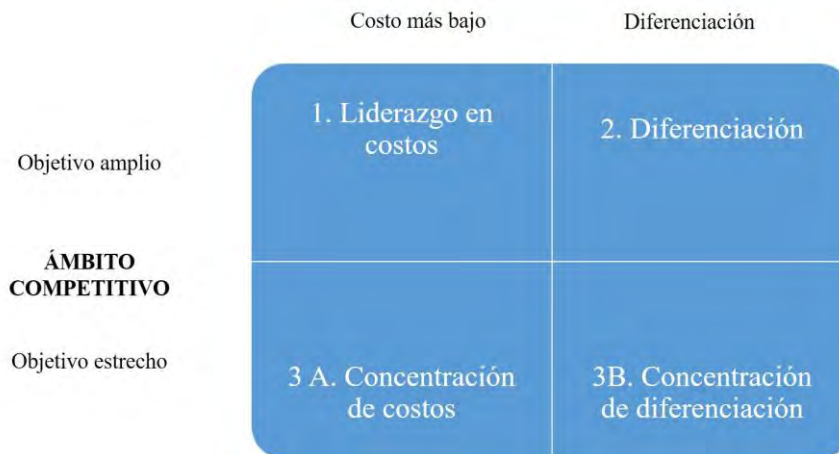 Costo más bajo
Diferenciación
1. Liderazgo en
costos
2. Diferenciación
Objetivo amplio
ÁMBITO
COMPETITIVO
Objetivo estrecho
3 A. Concentración
de costos
3B. Concentración
de diferenciación